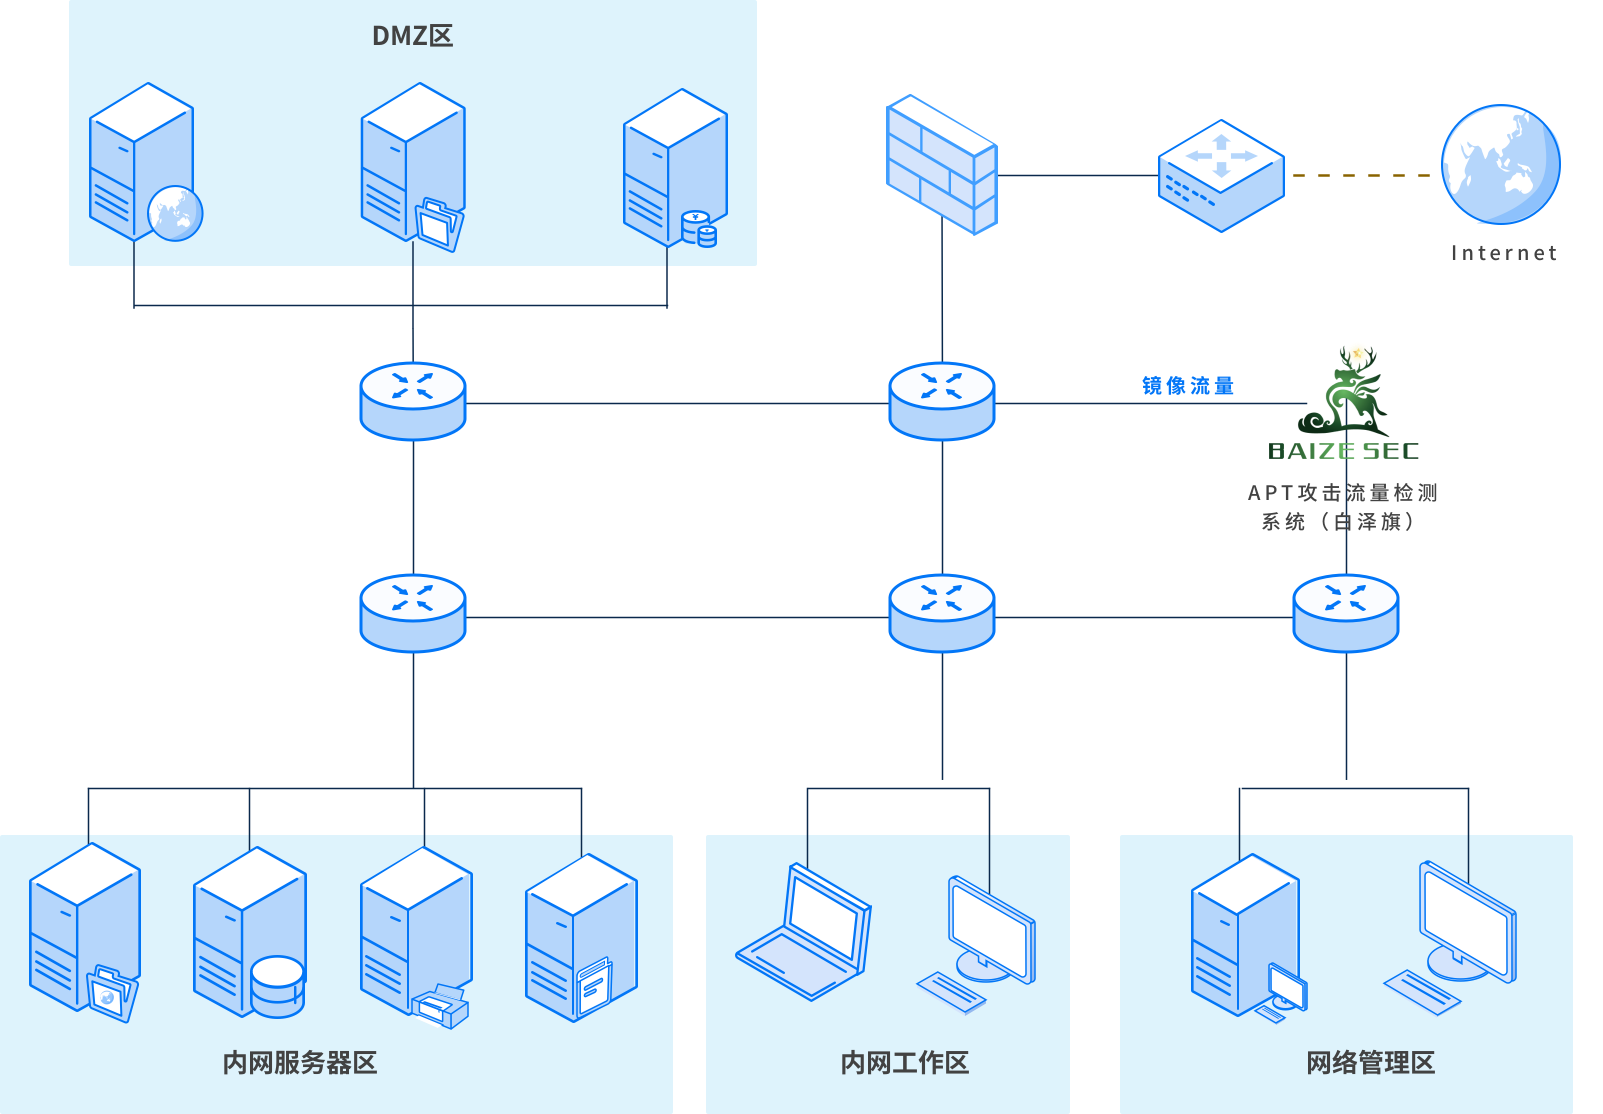 DMZ区
Internet
镜像流量
BAIZE SEC
APT攻击流量检测
系统（白泽旗）
内网服务器区
内网工作区
网络管理区